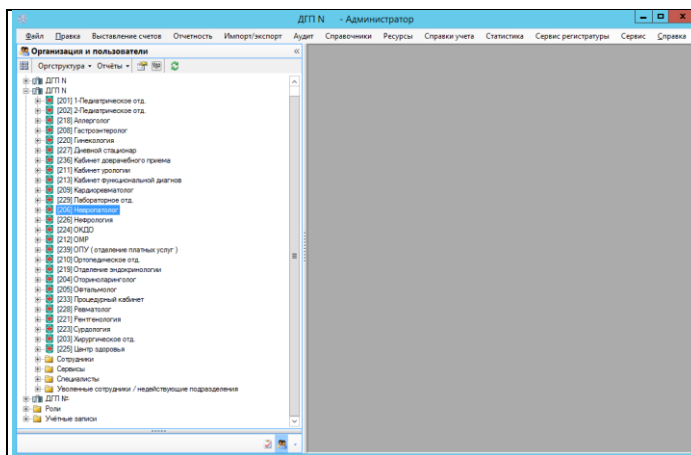 ДГП N - Администратор
Файл Правка Выставление счетов Отчетность Импорт/экспорт Аудит Справочники Ресурсы Справки учета Статистика Сервис регистратуры Сервис Справка
Организация и пользователи
Оргструктура Отчёты
ДГП N
ДГП N
[201] 1-Педиатрическое отд.
[202] 2-Педиатрическое отд.
[218] Аллерголог
[208] Гастроэнтеролог
[220] Гинекология
[227] Дневной стационар
[236] Кабинет доврачебного приема
[211] Кабинет урологии
[213] Кабинет функциональной диагнов
[209] Кардиоревматолог
[229] Лабораторное отд.
[206] Невропатолог
[226] Нефрология
[224] ОКДО
[212] ОМР
[239] ОПУ ( отделение платных услуг )
[210] Ортопедическое отд.
[219] Отделение эндокринологии
[204] Оториноларинголог
[205] Офтальмолог
[233] Процедурный кабинет
[228] Ревматолог
[221] Рентгенология
[223] Сурдология
[203] Хирургическое отд.
[225] Центр здоровья
Сотрудники
Сервисы
Специалисты
Уволенные сотрудники / недействующие подразделения
ДГП №
Роли
Учётные записи